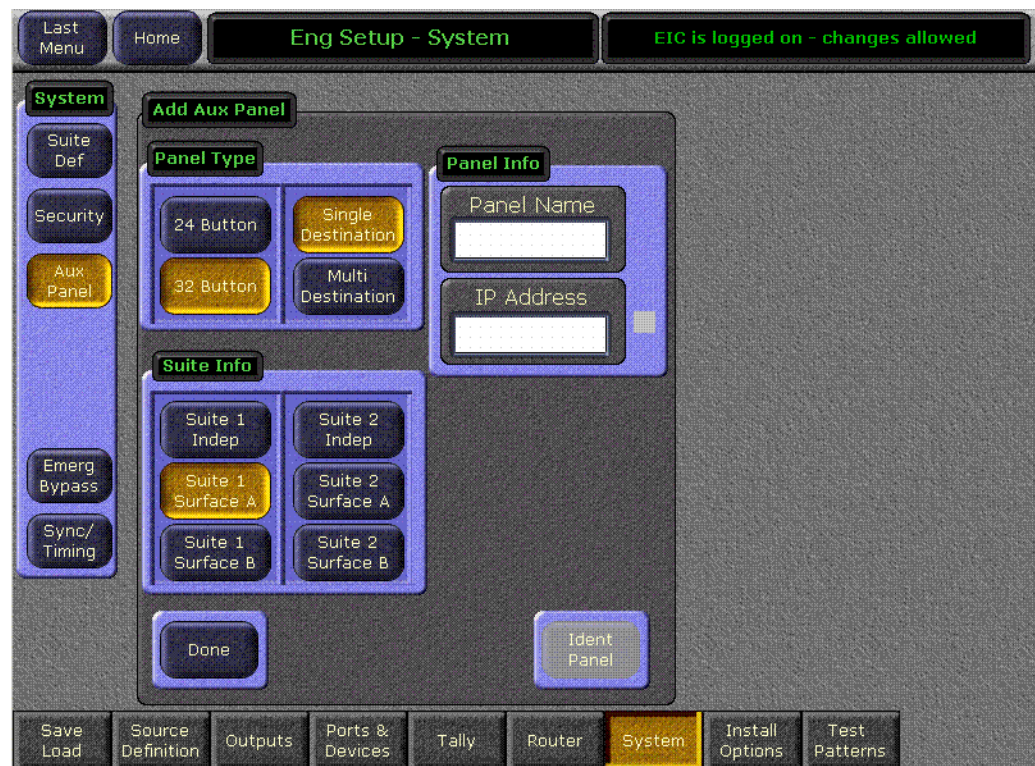 Last
Menu
Home
Eng Setup - System
EIC is logged on - changes allowed
System
Suite
Def
Security
Aux
Panel
Emerg
Bypass
Sync/
Timing
Add Aux Panel
Panel Type
24 Button
Single
Destination
32 Button
Multi
Destination
Panel Info
Panel Name
IP Address
Suite Info
Suite 1
Indep
Suite 2
Indep
Suite 1
Surface A
Suite 2
Surface A
Suite 1
Surface B
Suite 2
Surface B
Done
Ident
Panel
Save
Load
Source
Definition
Outputs
Ports &
Devices
Tally
Router
System
Install
Options
Test
Patterns